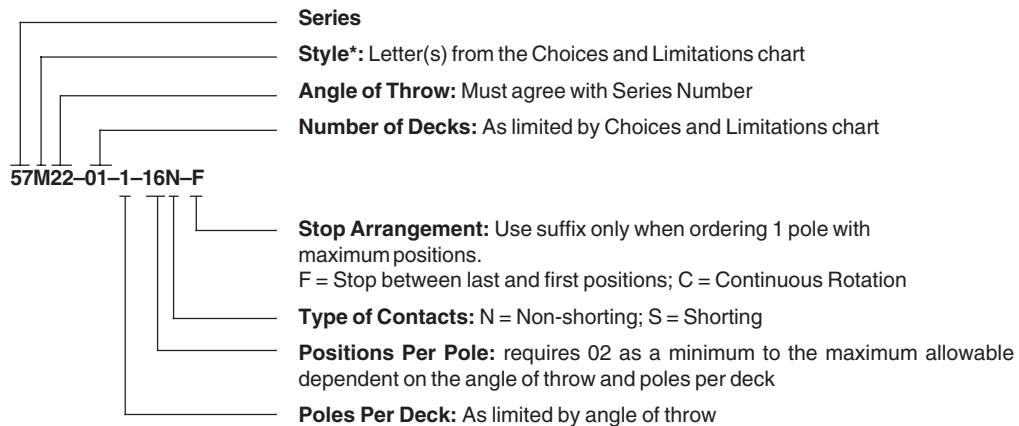 Series
Style*: Letter(s) from the Choices and Limitations chart
Angle of Throw: Must agree with Series Number
Number of Decks: As limited by Choices and Limitations chart
57M22–01–1–16N–F
Stop Arrangement: Use suffix only when ordering 1 pole with
maximum positions.
F = Stop between last and first positions; C = Continuous Rotation
Type of Contacts: N = Non-shorting; S = Shorting
Positions Per Pole: requires 02 as a minimum to the maximum allowable
dependent on the angle of throw and poles per deck
Poles Per Deck: As limited by angle of throw